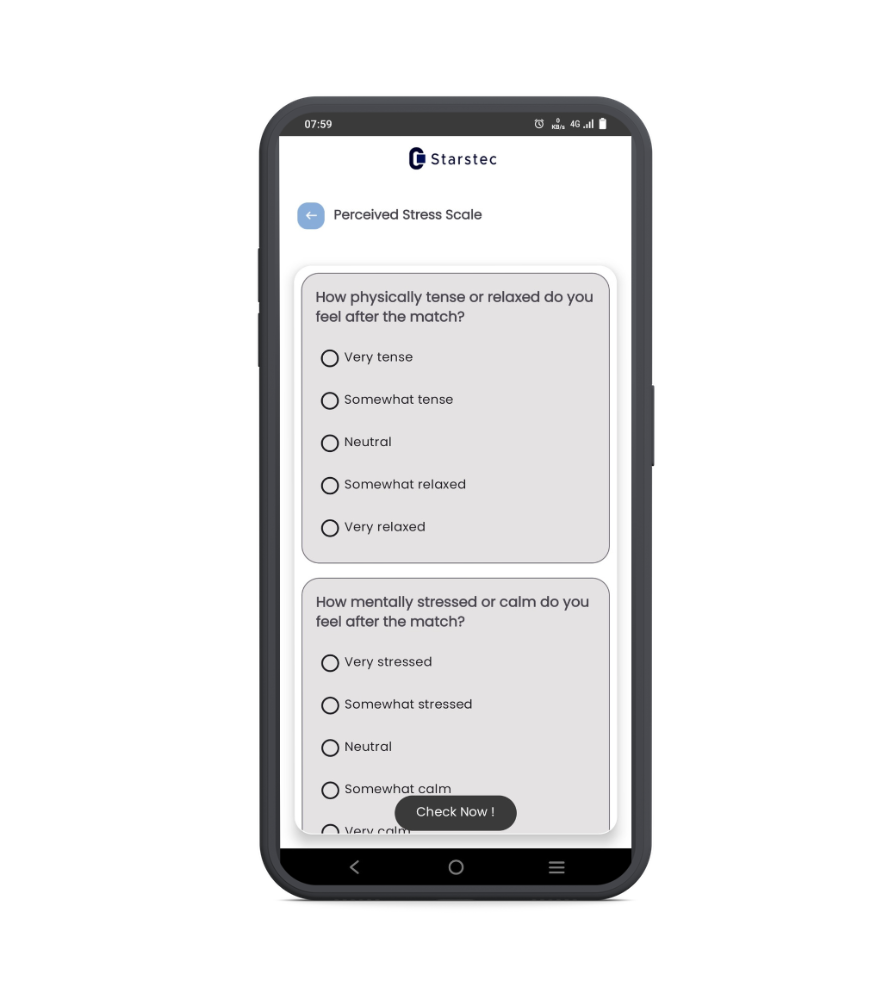 07:59
0
KB/s
4G
Starstec
Perceived Stress Scale
How physically tense or relaxed do you
feel after the match?
Very tense
Somewhat tense
Neutral
Somewhat relaxed
Very relaxed
How mentally stressed or calm do you
feel after the match?
Very stressed
Somewhat stressed
Neutral
Somewhat calm
Check Now !
Very calm